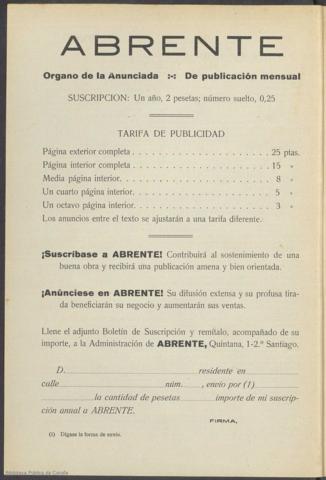 ABRENTE
Organo de la Anunciada :-: De publicación mensual
SUSCRIPCION: Un año, 2 pesetas; número suelto, 0,25
TARIFA DE PUBLICIDAD
Página exterior completa . . . . . . . . . . . . . . . 25 ptas.
Página interior completa . . . . . . . . . . . . . . . 15 »
Media página interior. . . . . . . . . . . . . . . . 8 »
Un cuarto página interior. . . . . . . . . . . . . . . 5 »
Un octavo página interior. . . . . . . . . . . . . . . 3 »
Los anuncios entre el texto se ajustarán a una tarifa diferente.
¡Suscríbase a ABRENTE! Contribuirá al sostenimiento de una
buena obra y recibirá una publicación amena y bien orientada.
¡Anúnciese en ABRENTE! Su difusión extensa y su profusa tira-
da beneficiarán su negocio y aumentarán sus ventas.
Llene el adjunto Boletín de Suscripción y remítalo, acompañado de su
importe, a la Administración de ABRENTE, Quintana, 1-2.º Santiago.
D. residente en
calle núm. , envío por (1)
la cantidad de pesetas importe de mi suscrip-
ción anual a ABRENTE.
FIRMA,
(1) Dígase la forma de envío.
Biblioteca Pública de Coruña